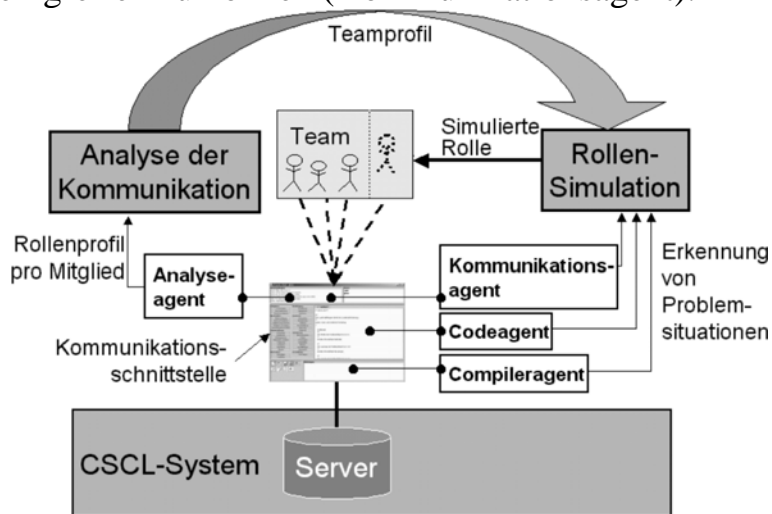 Teamprofil
Team
Simulierte
Rolle
Analyse der
Kommunikation
Rollen-
Simulation
Rollenprofil
pro Mitglied
Analyse-
agent
Kommunikations-
agent
Erkennung
von
Problem-
situationen
Codeagent
Kommunikations-
schnittstelle
Compileragent
CSCL-System
Server